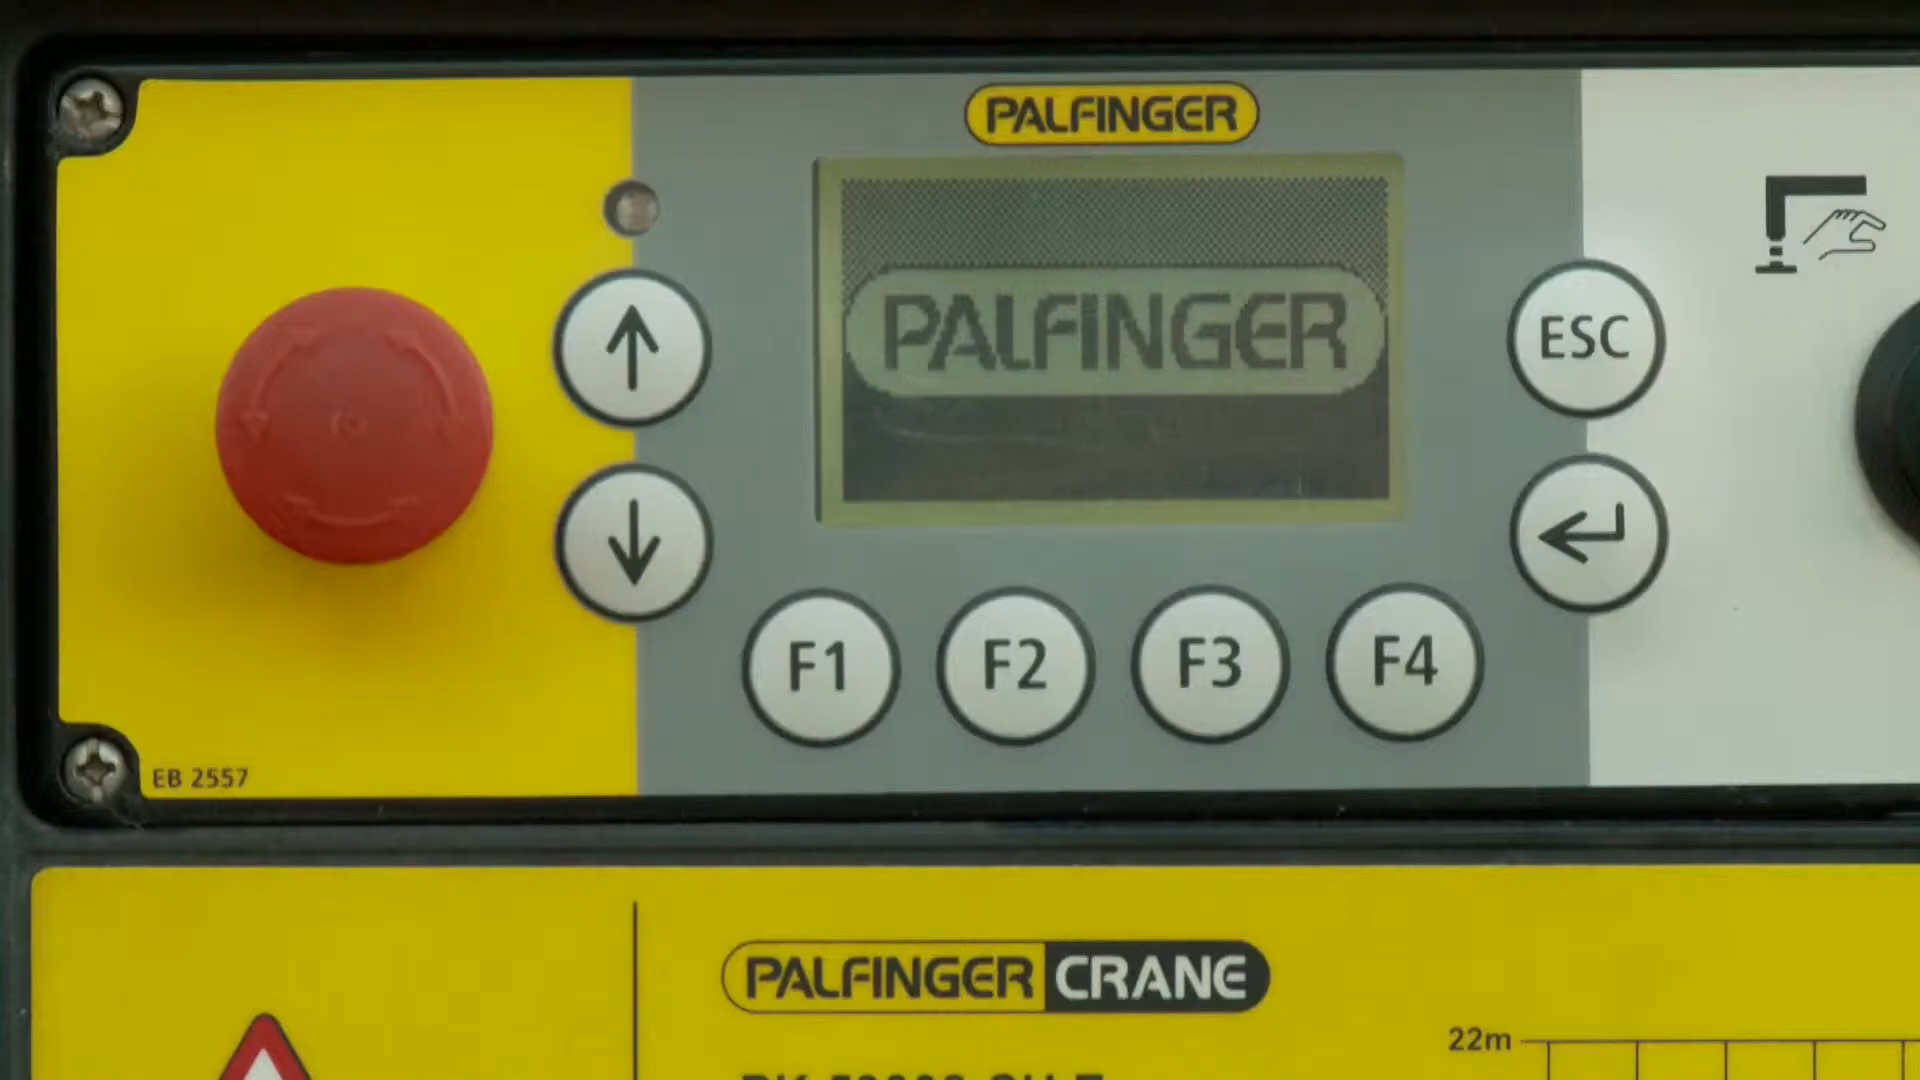 PALFINGER
PALFINGER
ESC
F1 F2 F3 F4
EB 2557
PALFINGER CRANE
22m